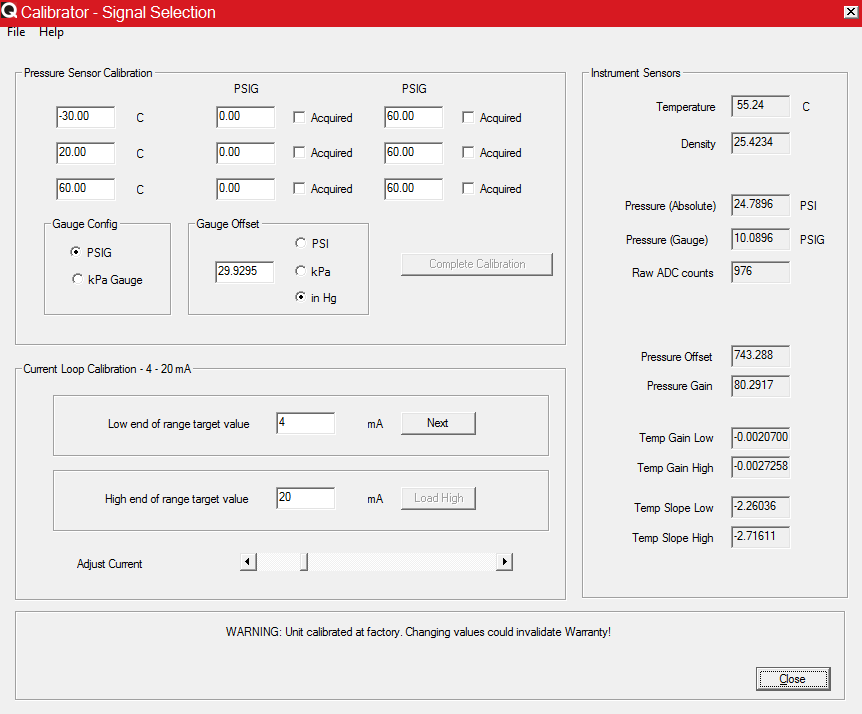 Calibrator - Signal Selection
File Help
Pressure Sensor Calibration
PSIG PSIG
-30.00 C 0.00 Acquired 60.00 Acquired
20.00 C 0.00 Acquired 60.00 Acquired
60.00 C 0.00 Acquired 60.00 Acquired
Gauge Config
PSIG
kPa Gauge
Gauge Offset
29.9295
PSI
kPa
in Hg
Complete Calibration
Current Loop Calibration - 4 - 20 mA
Low end of range target value 4 mA Next
High end of range target value 20 mA Load High
Adjust Current
Instrument Sensors
Temperature 55.24 C
Density 25.4234
Pressure (Absolute) 24.7896 PSI
Pressure (Gauge) 10.0896 PSIG
Raw ADC counts 976
Pressure Offset 743.288
Pressure Gain 80.2917
Temp Gain Low -0.0020700
Temp Gain High -0.0027258
Temp Slope Low -2.26036
Temp Slope High -2.71611
WARNING: Unit calibrated at factory. Changing values could invalidate Warranty!
Close